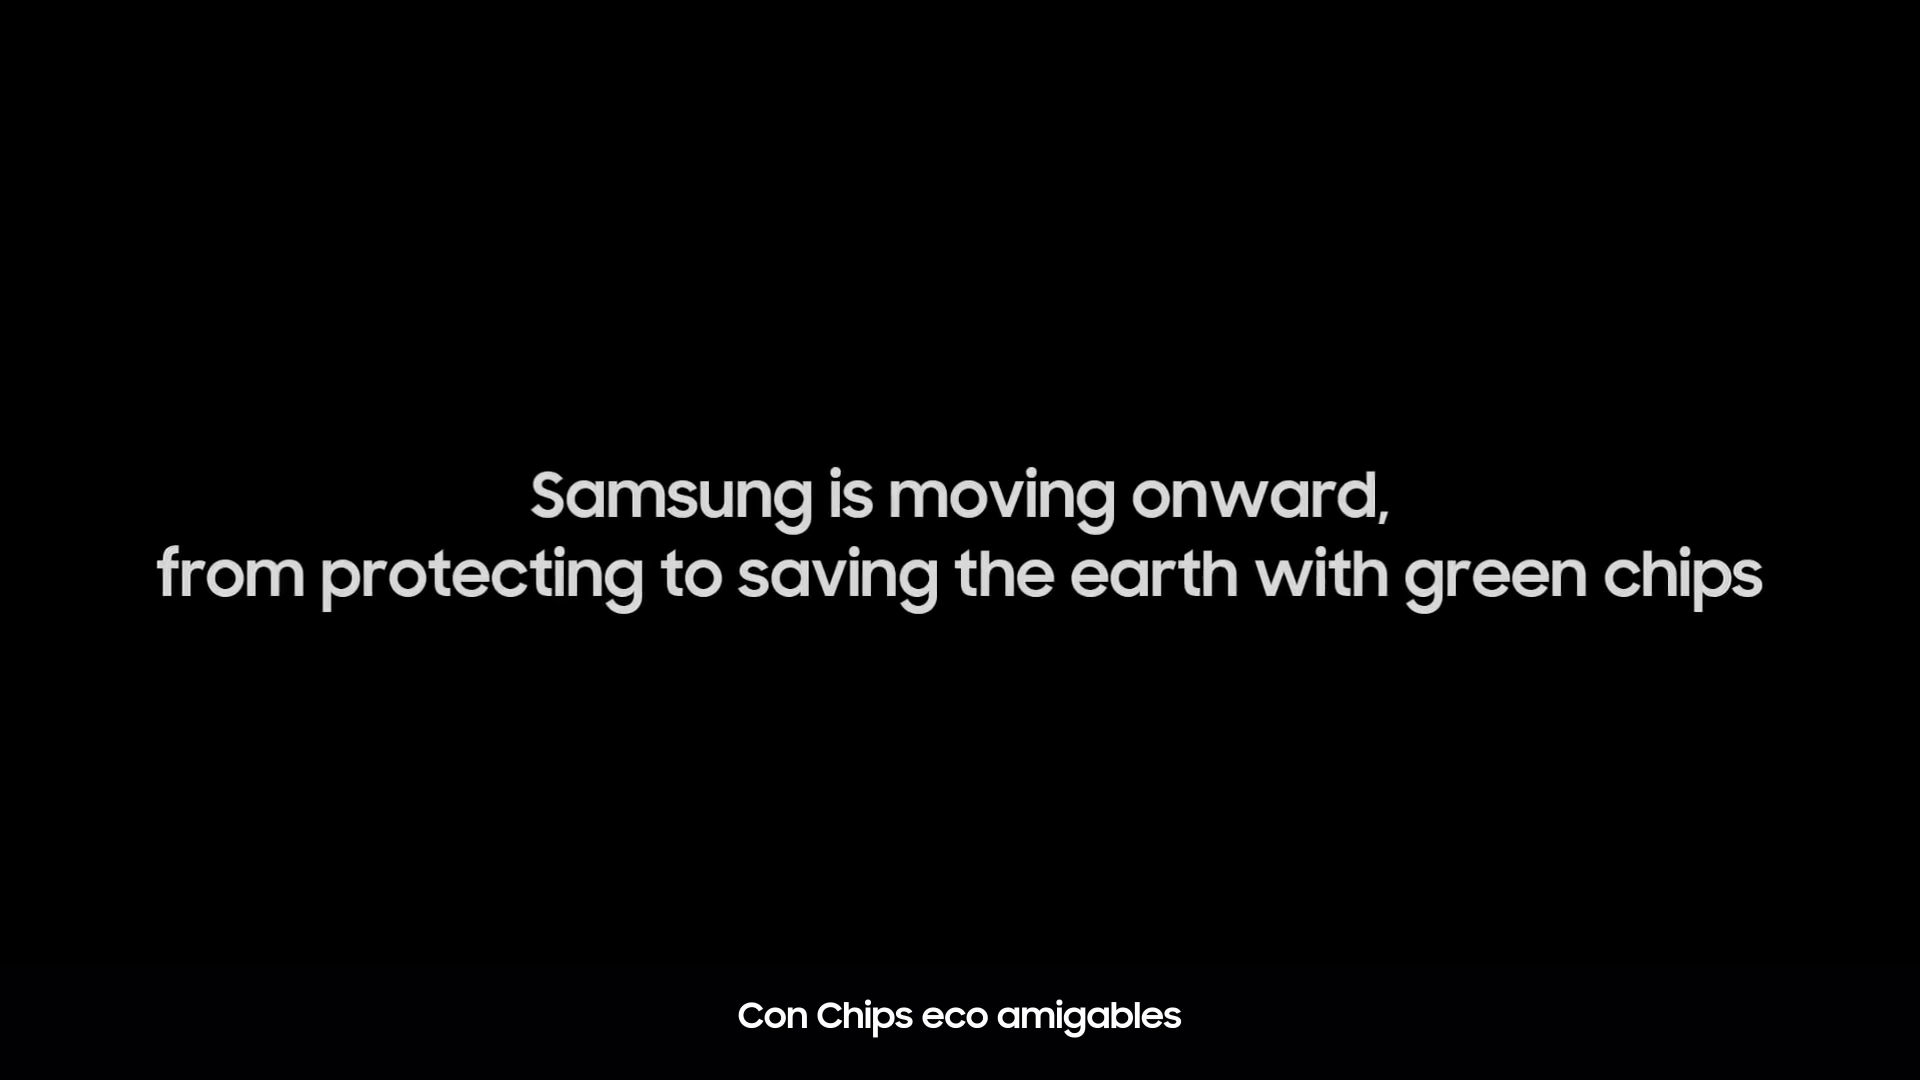 Samsung is moving onward,
from protecting to saving the earth with green chips
Con Chips eco amigables